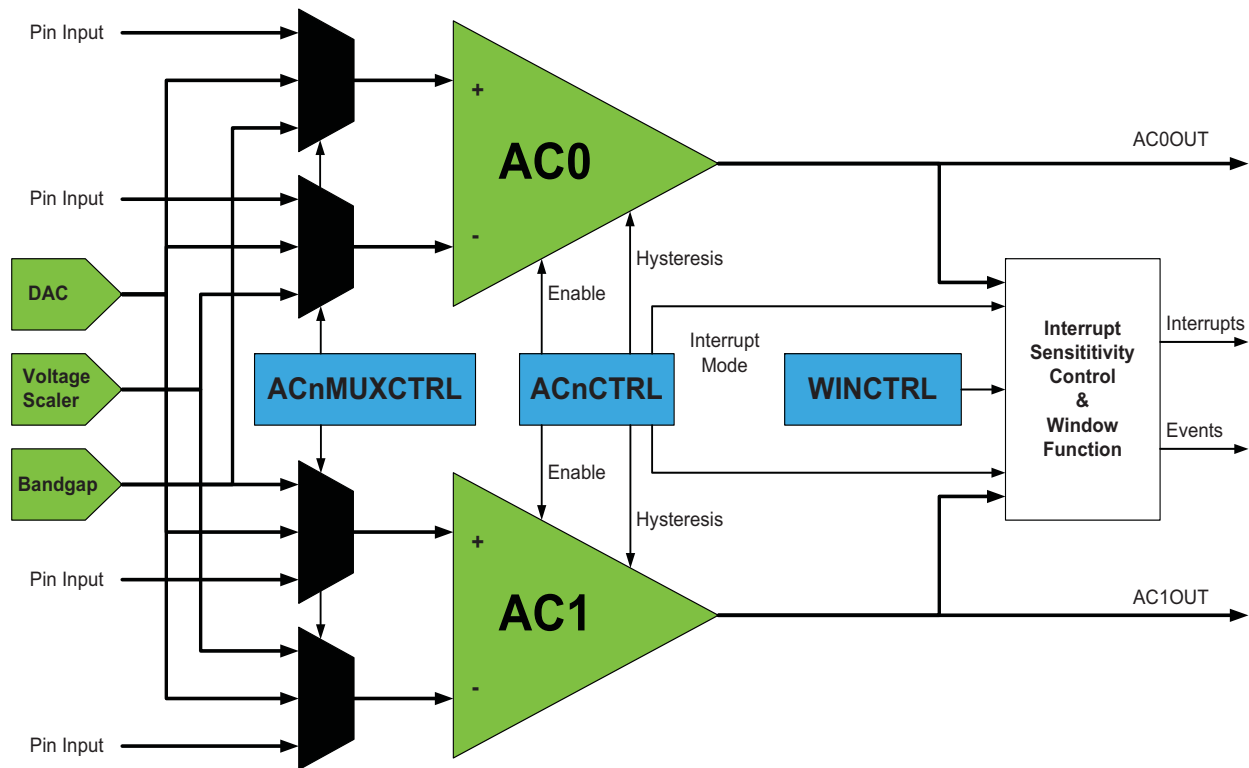 Pin Input
+
AC0
-
AC0OUT
Pin Input
DAC
Hysteresis
Enable
Interrupt
Mode
Interrupt
Sensititivity
Control
&
Window
Function
Interrupts
Events
Voltage
Scaler
ACnMUXCTRL
ACnCTRL
WINCTRL
Bandgap
Enable
Hysteresis
+
Pin Input
AC1
-
AC1OUT
Pin Input